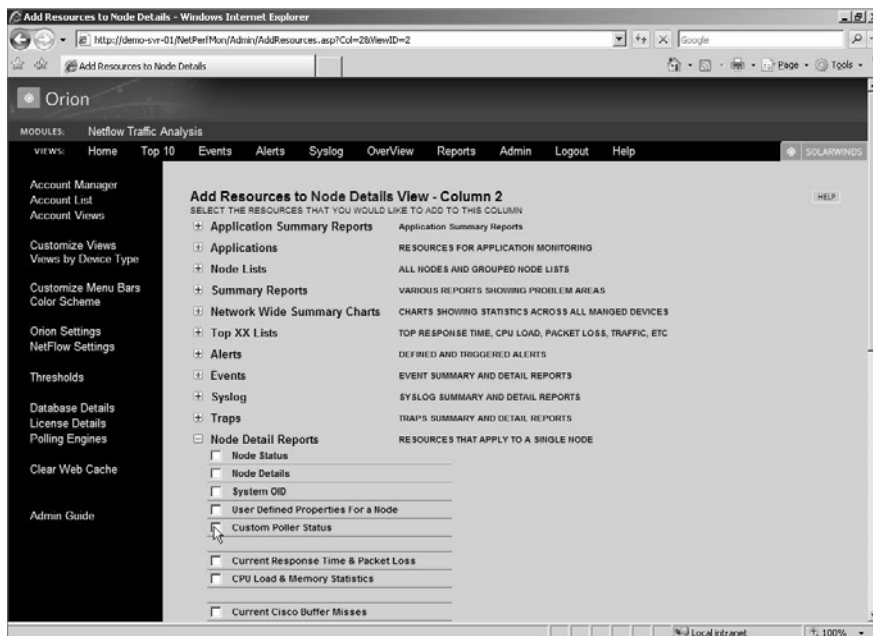 Add Resources to Node Details - Windows Internet Explorer
http://demo-svr-01/NetPerfMon/Admin/AddResources.asp?Col=2&ViewID=2
Google
Add Resources to Node Details
Page
Tools
Orion
MODULES: Netflow Traffic Analysis
VIEWS: Home Top 10 Events Alerts Syslog OverView Reports Admin Logout Help SOLARWINDS
Account Manager
Account List
Account Views
Customize Views
Views by Device Type
Customize Menu Bars
Color Scheme
Orion Settings
NetFlow Settings
Thresholds
Database Details
License Details
Polling Engines
Clear Web Cache
Admin Guide
Add Resources to Node Details View - Column 2
HELP
SELECT THE RESOURCES THAT YOU WOULD LIKE TO ADD TO THIS COLUMN
Application Summary Reports Application Summary Reports
Applications RESOURCES FOR APPLICATION MONITORING
Node Lists ALL NODES AND GROUPED NODE LISTS
Summary Reports VARIOUS REPORTS SHOWING PROBLEM AREAS
Network Wide Summary Charts CHARTS SHOWING STATISTICS ACROSS ALL MANGED DEVICES
Top XX Lists TOP RESPONSE TIME, CPU LOAD, PACKET LOSS, TRAFFIC, ETC
Alerts DEFINED AND TRIGGERED ALERTS
Events EVENT SUMMARY AND DETAIL REPORTS
Syslog SYSLOG SUMMARY AND DETAIL REPORTS
Traps TRAPS SUMMARY AND DETAIL REPORTS
Node Detail Reports RESOURCES THAT APPLY TO A SINGLE NODE
Node Status
Node Details
System OID
User Defined Properties For a Node
Custom Poller Status
Current Response Time & Packet Loss
CPU Load & Memory Statistics
Current Cisco Buffer Misses
Local intranet
100%